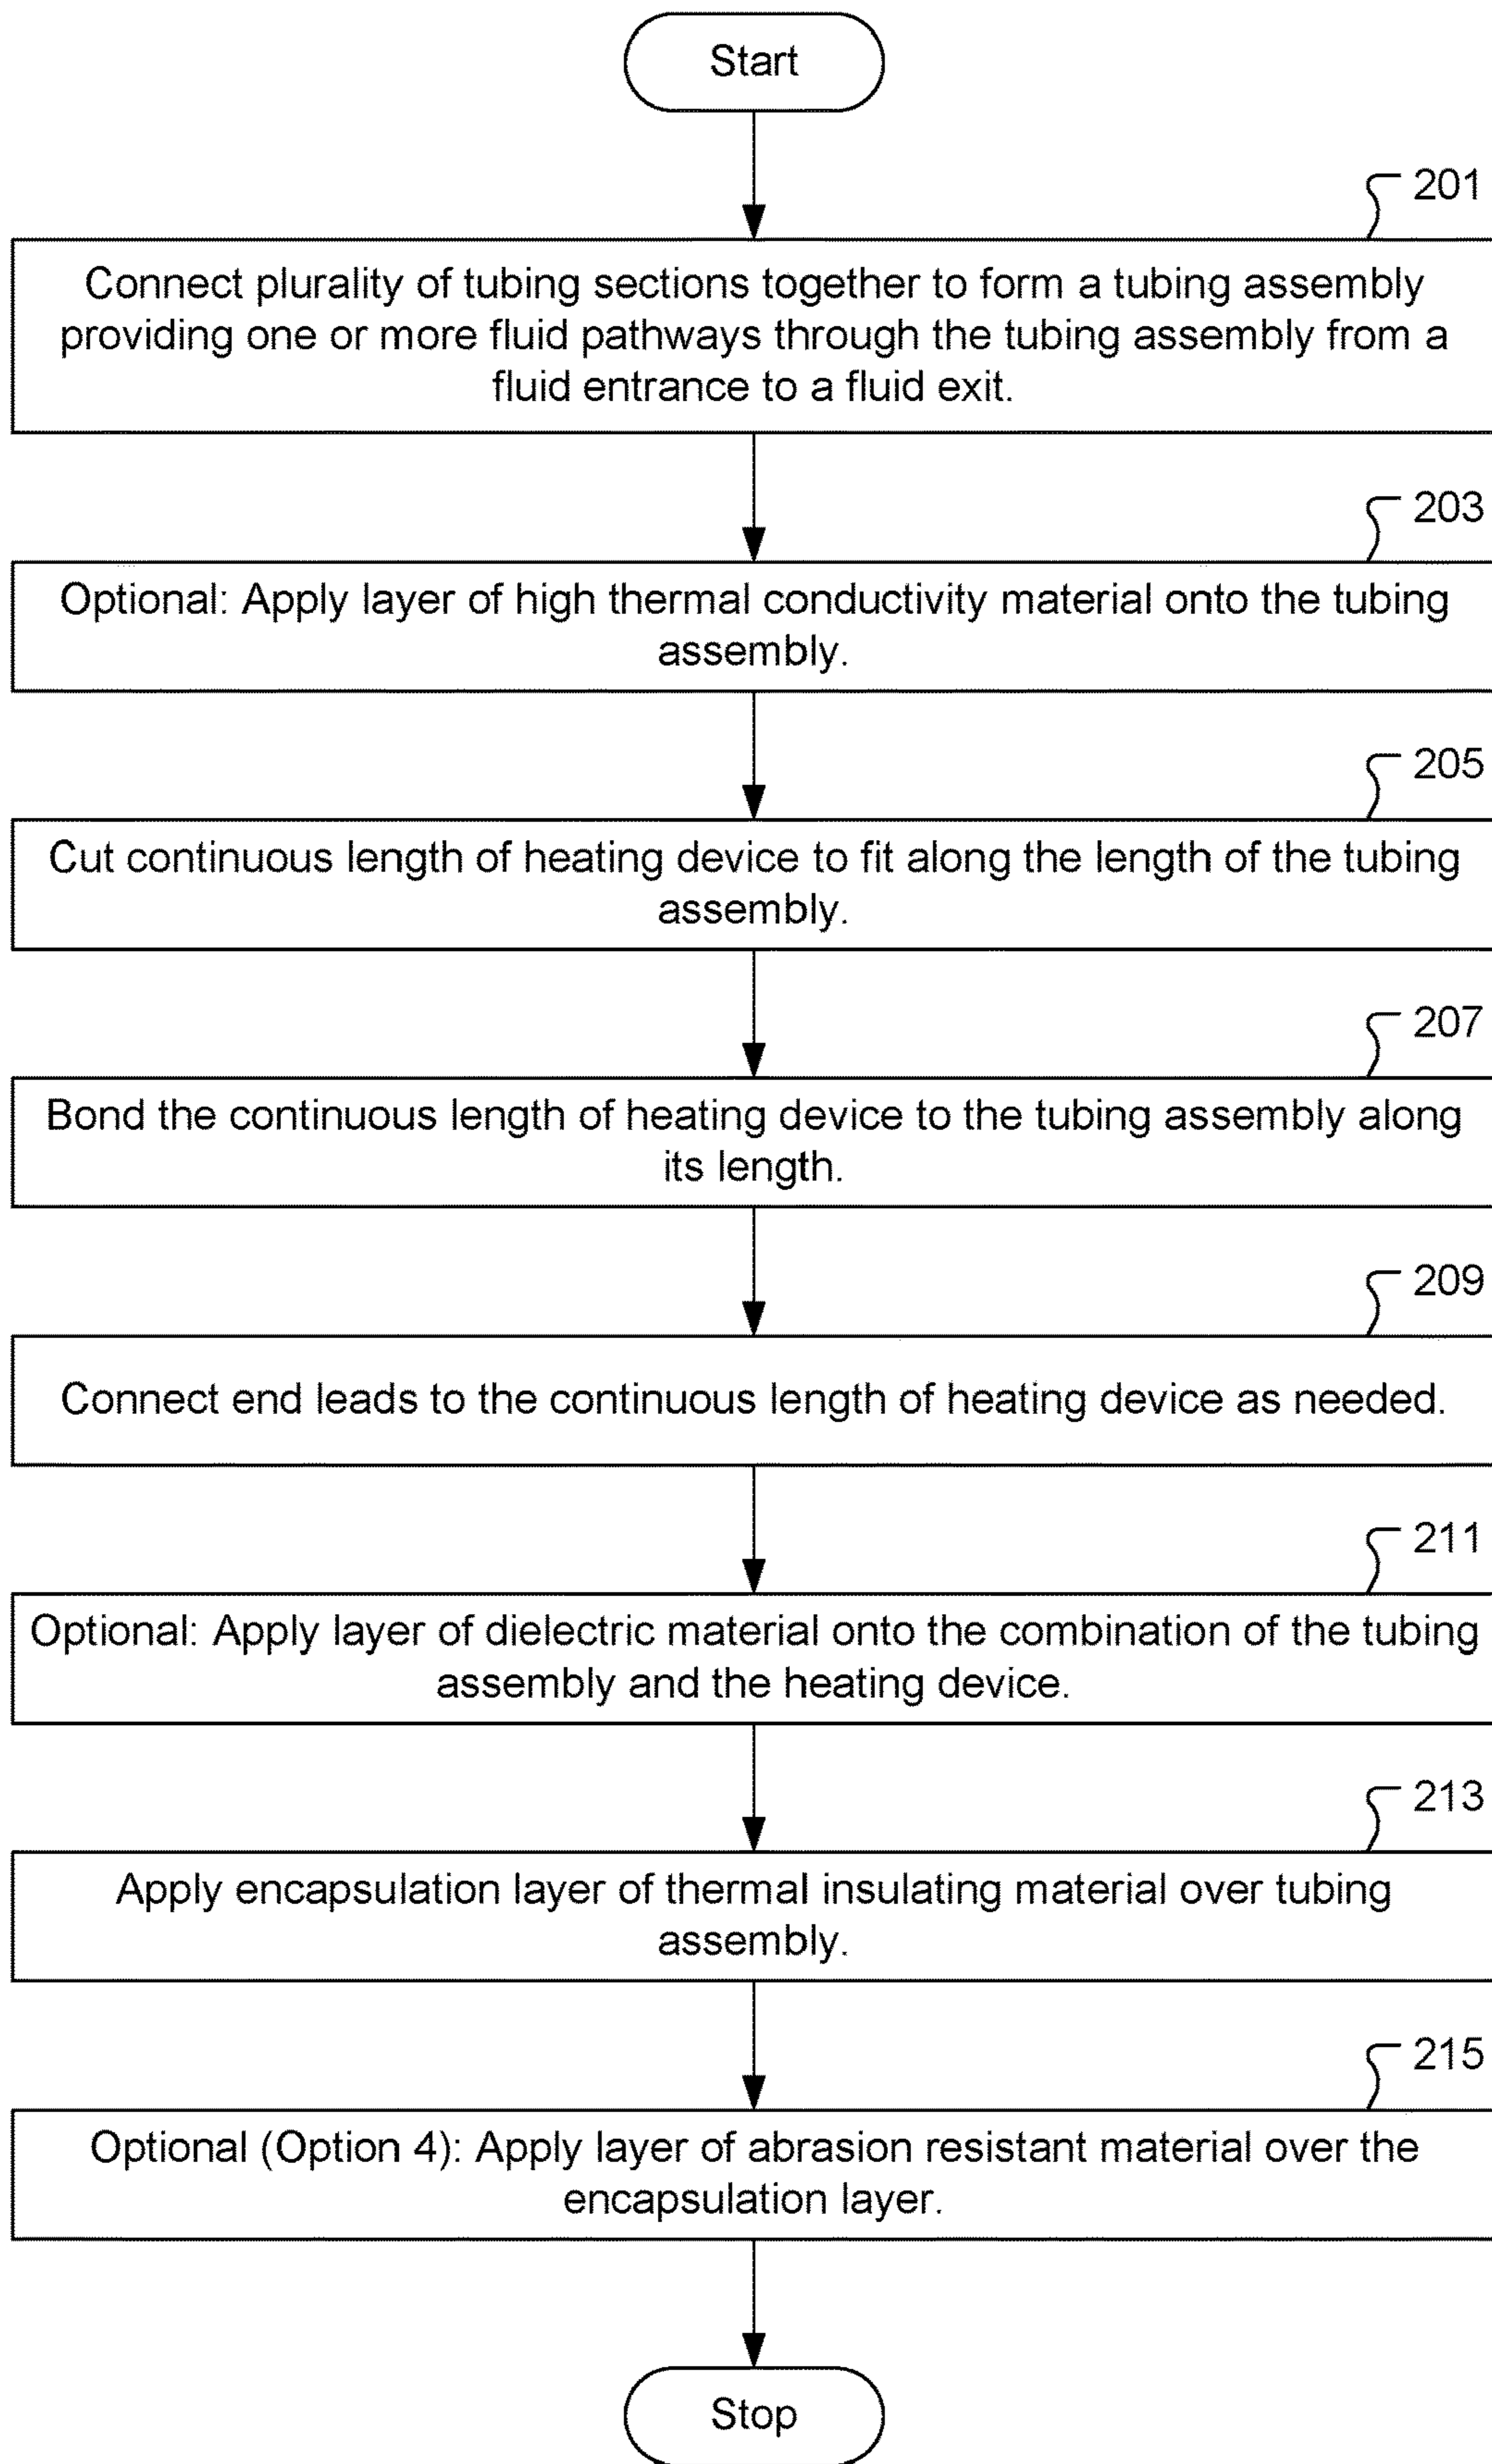 Start
201
Connect plurality of tubing sections together to form a tubing assembly
providing one or more fluid pathways through the tubing assembly from a
fluid entrance to a fluid exit.
203
Optional: Apply layer of high thermal conductivity material onto the tubing
assembly.
205
Cut continuous length of heating device to fit along the length of the tubing
assembly.
207
Bond the continuous length of heating device to the tubing assembly along
its length.
209
Connect end leads to the continuous length of heating device as needed.
211
Optional: Apply layer of dielectric material onto the combination of the tubing
assembly and the heating device.
213
Apply encapsulation layer of thermal insulating material over tubing
assembly.
215
Optional (Option 4): Apply layer of abrasion resistant material over the
encapsulation layer.
Stop